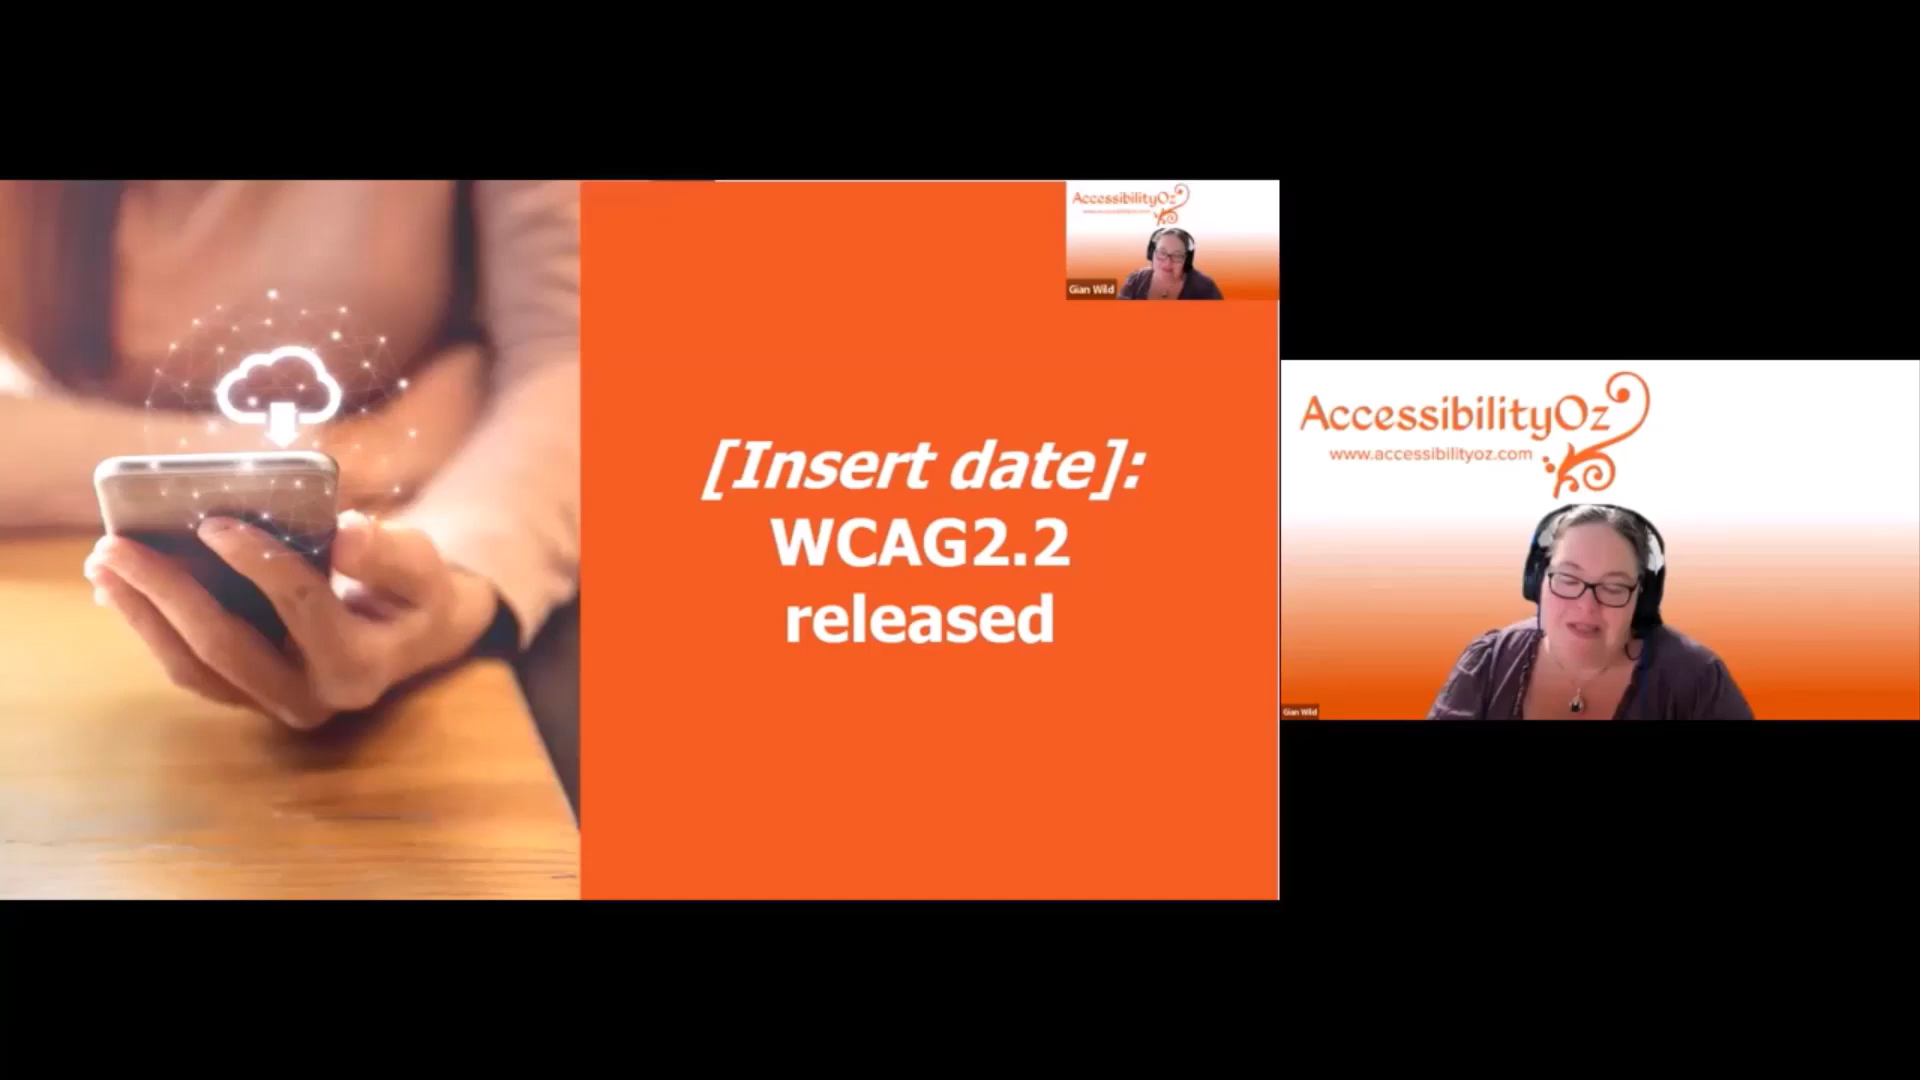 [Insert date]:
WCAG2.2
released
AccessibilityOz
Gian Wild
AccessibilityOz
www.accessibilityoz.com
Gian Wild